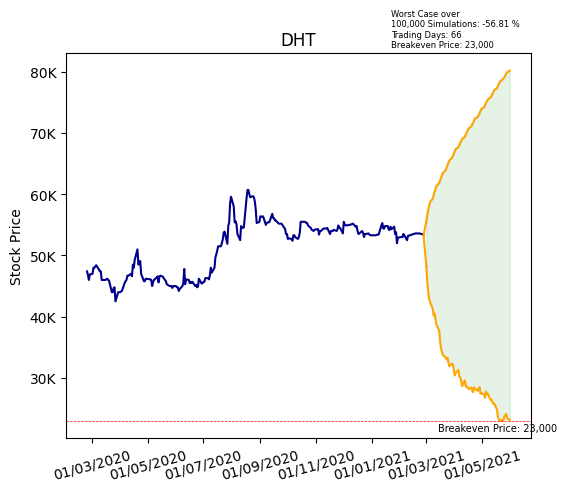 Worst Case over
100,000 Simulations: -56.81 %
Trading Days: 66
Breakeven Price: 23,000
DHT
Stock Price
80K
70K
60K
50K
40K
30K
Breakeven Price: 23,000
01/03/2020
01/05/2020
01/07/2020
01/09/2020
01/11/2020
01/01/2021
01/03/2021
01/05/2021